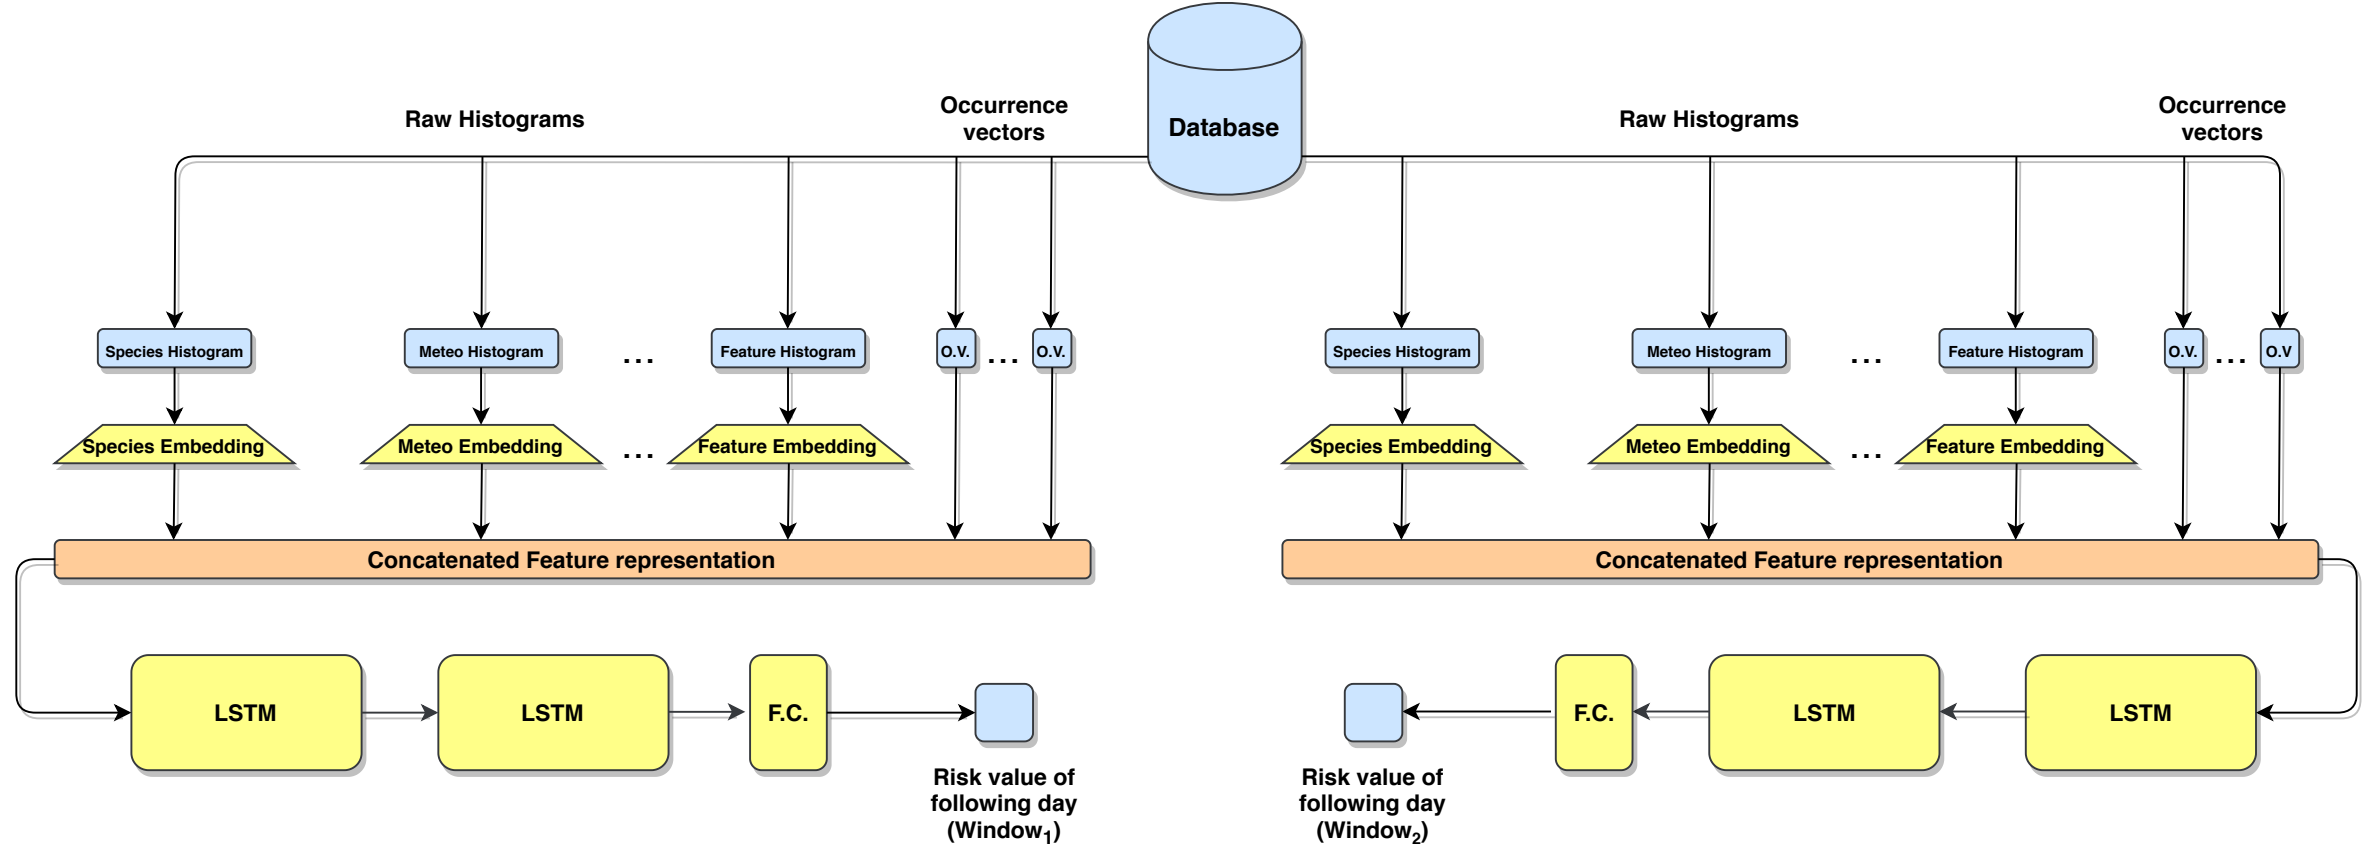 Database
Raw Histograms
Occurrence
vectors
Species Histogram
Meteo Histogram
...
Feature Histogram
O.V.
...
O.V.
Species Embedding
Meteo Embedding
...
Feature Embedding
Concatenated Feature representation
LSTM
LSTM
F.C.
Risk value of
following day
(Window1)
Raw Histograms
Occurrence
vectors
Species Histogram
Meteo Histogram
...
Feature Histogram
O.V.
...
O.V
Species Embedding
Meteo Embedding
...
Feature Embedding
Concatenated Feature representation
F.C.
LSTM
LSTM
Risk value of
following day
(Window2)